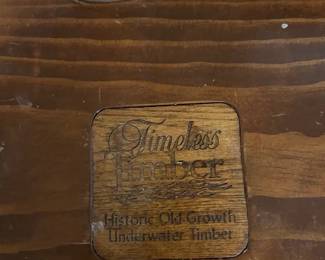 Timeless
Timber
Historic Old Growth
Underwater Timber